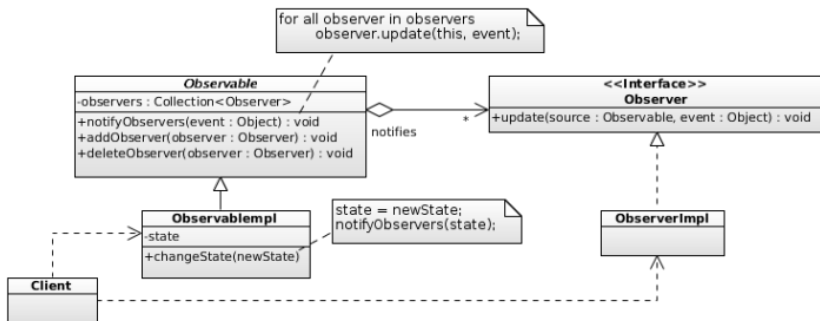 for all observer in observers
observer.update(this, event);
Observable
-observers : Collection<Observer>
+notifyObservers(event : Object) : void
+addObserver(observer : Observer) : void
+deleteObserver(observer : Observer) : void
notifies
*
<<Interface>>
Observer
+update(source : Observable, event : Object) : void
ObservableImpl
-state
+changeState(newState)
state = newState;
notifyObservers(state);
ObserverImpl
Client